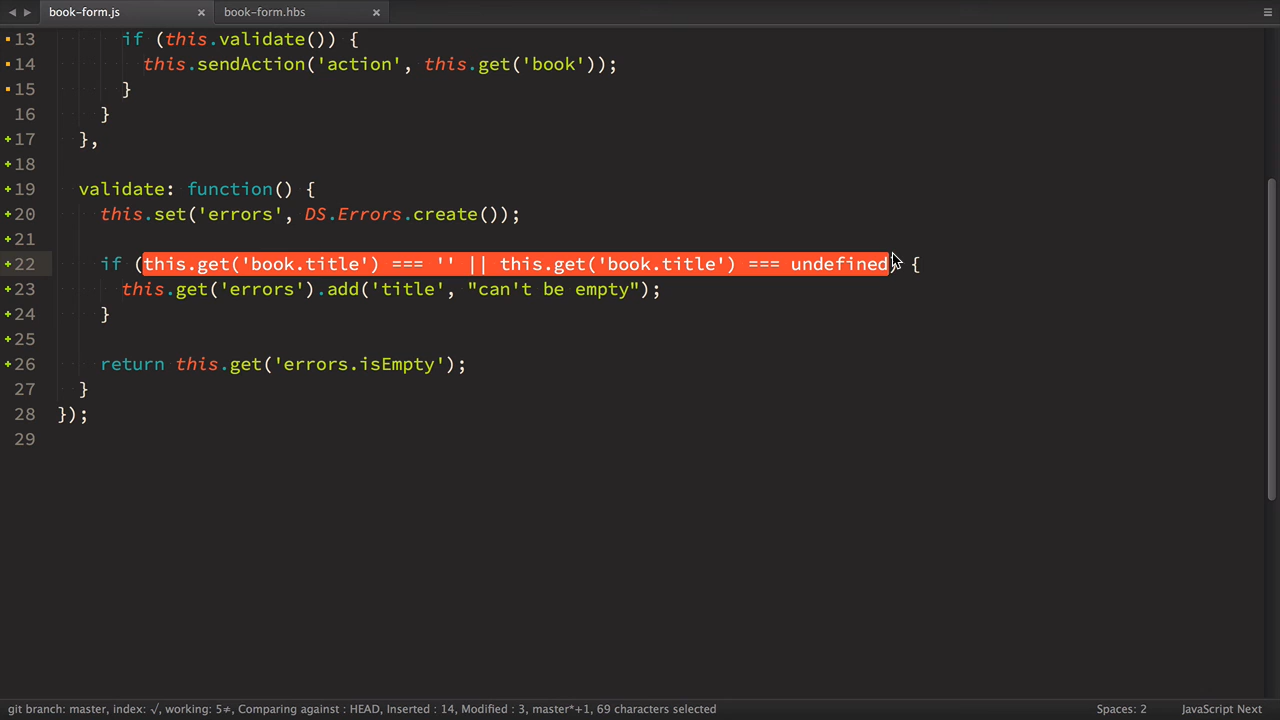 book-form.js × book-form.hbs ×
13 if (this.validate()) {
14 this.sendAction('action', this.get('book'));
15 }
16 }
17 },
18
19 validate: function() {
20 this.set('errors', DS.Errors.create());
21
22 if (this.get('book.title') === '' || this.get('book.title') === undefined) {
23 this.get('errors').add('title', "can't be empty");
24 }
25
26 return this.get('errors.isEmpty');
27 }
28 });
29
git branch: master, index: √, working: 5≠, Comparing against : HEAD, Inserted : 14, Modified : 3, master*+1, 69 characters selected Spaces: 2 JavaScript Next